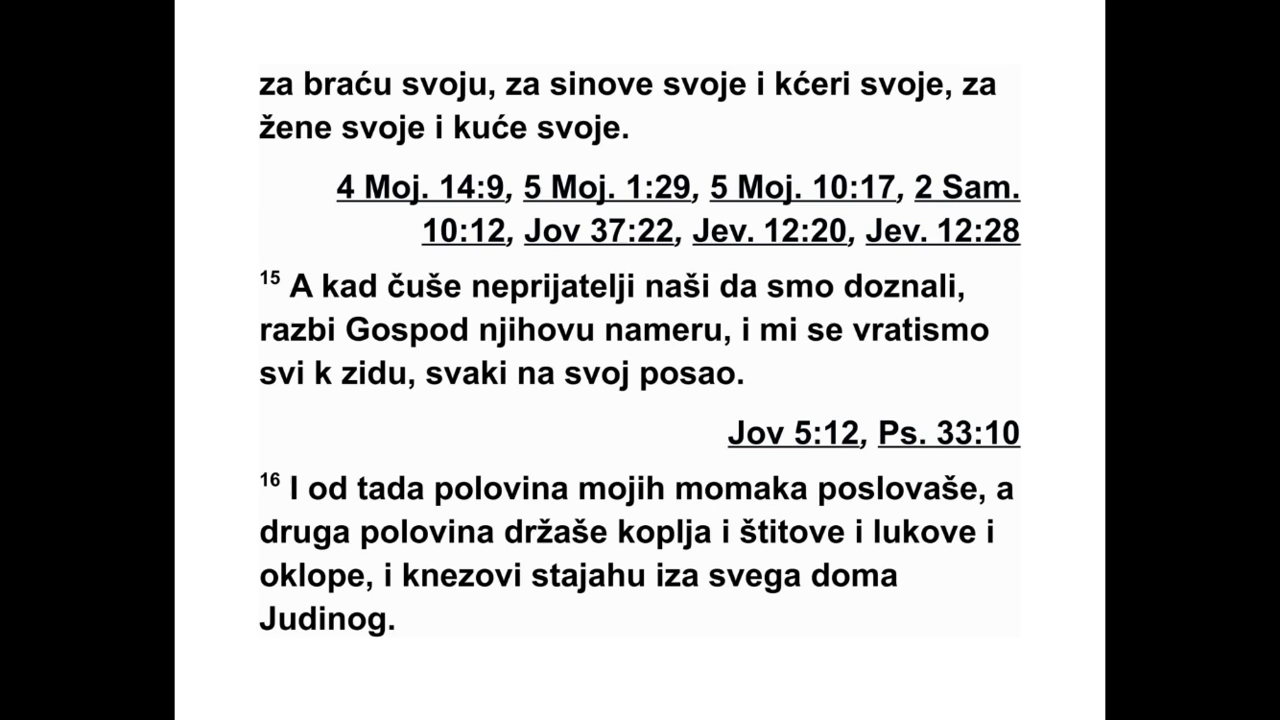 za braću svoju, za sinove svoje i kćeri svoje, za
žene svoje i kuće svoje.
4 Moj. 14:9, 5 Moj. 1:29, 5 Moj. 10:17, 2 Sam.
10:12, Jov 37:22, Jev. 12:20, Jev. 12:28
15 A kad čuše neprijatelji naši da smo doznali,
razbi Gospod njihovu nameru, i mi se vratismo
svi k zidu, svaki na svoj posao.
Jov 5:12, Ps. 33:10
16 I od tada polovina mojih momaka poslovaše, a
druga polovina držaše koplja i štitove i lukove i
oklope, i knezovi stajahu iza svega doma
Judinog.